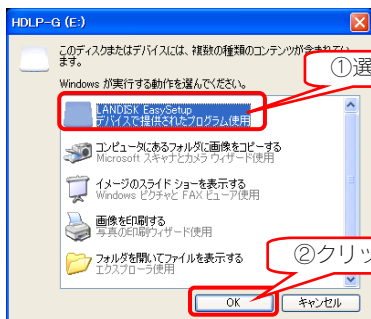 HDLP-G (E:)
このディスクまたはデバイスには、複数の種類のコンテンツが含まれてい
ます。
①選
Windows が実行する動作を選んでください。
LANDISK EasySetup
デバイスで提供されたプログラム使用
コンピュータにあるフォルダに画像をコピーする
Microsoft スキャナとカメラ ウィザード使用
イメージのスライド ショーを表示する
Windows ピクチャと FAX ビューア使用
画像を印刷する
写真の印刷ウィザード使用
フォルダを開いてファイルを表示する
エクスプローラ使用
②クリッ
OK
キャンセル